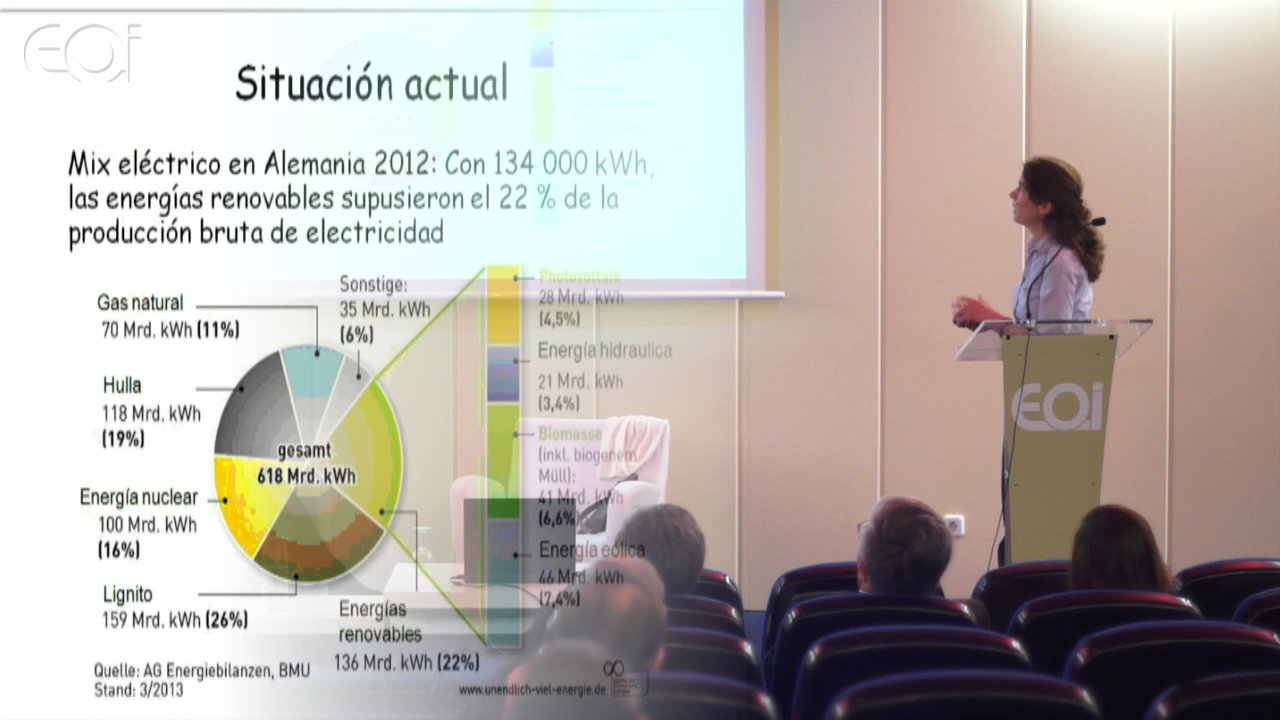 EOi
Situación actual
Mix eléctrico en Alemania 2012: Con 134 000 kWh,
las energías renovables supusieron el 22 % de la
producción bruta de electricidad
Gas natural
70 Mrd. kWh (11%)
Sonstige:
35 Mrd. kWh
(6%)
Hulla
118 Mrd. kWh
(19%)
gesamt
618 Mrd. kWh
Energía nuclear
100 Mrd. kWh
(16%)
Lignito
159 Mrd. kWh (26%)
Energías
renovables
136 Mrd. kWh (22%)
Photovoltaik
28 Mrd. kWh
(4,5%)
Energía hidraulica
21 Mrd. kWh
(3,4%)
Biomasse
(inkl. biogenem
Müll):
41 Mrd. kWh
(6,6%)
Energía eólica
46 Mrd. kWh
(7,4%)
Quelle: AG Energiebilanzen, BMU
Stand: 3/2013
www.unendlich-viel-energie.de
EOi